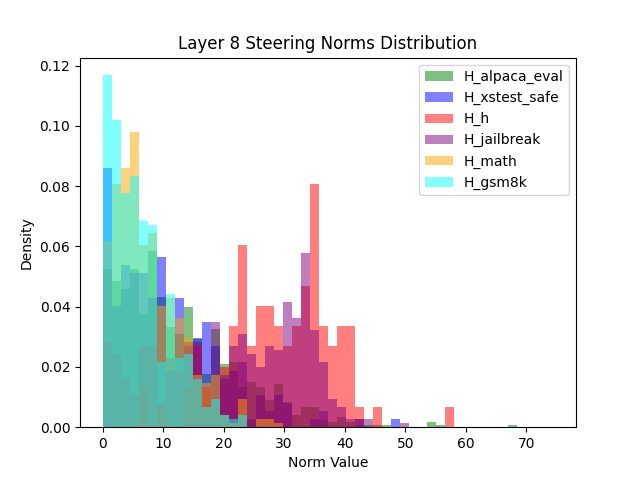 Layer 8 Steering Norms Distribution
H_alpaca_eval
H_xstest_safe
H_h
H_jailbreak
H_math
H_gsm8k
Density
0.12
0.10
0.08
0.06
0.04
0.02
0.00
0 10 20 30 40 50 60 70
Norm Value